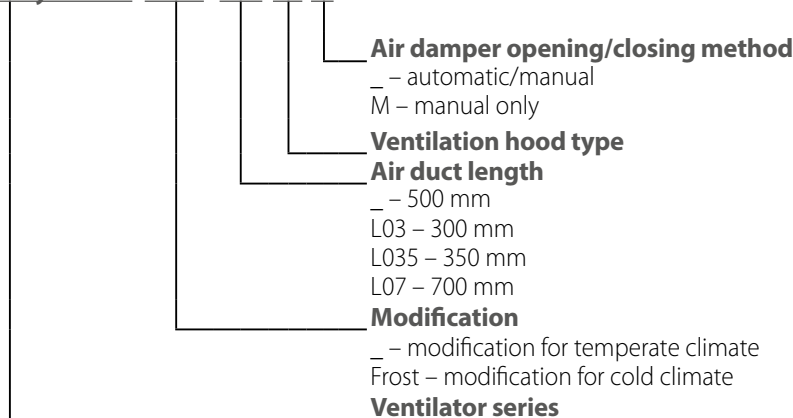 Air damper opening/closing method
_ – automatic/manual
M – manual only
Ventilation hood type
Air duct length
_ – 500 mm
L03 – 300 mm
L035 – 350 mm
L07 – 700 mm
Modification
_ – modification for temperate climate
Frost – modification for cold climate
Ventilator series